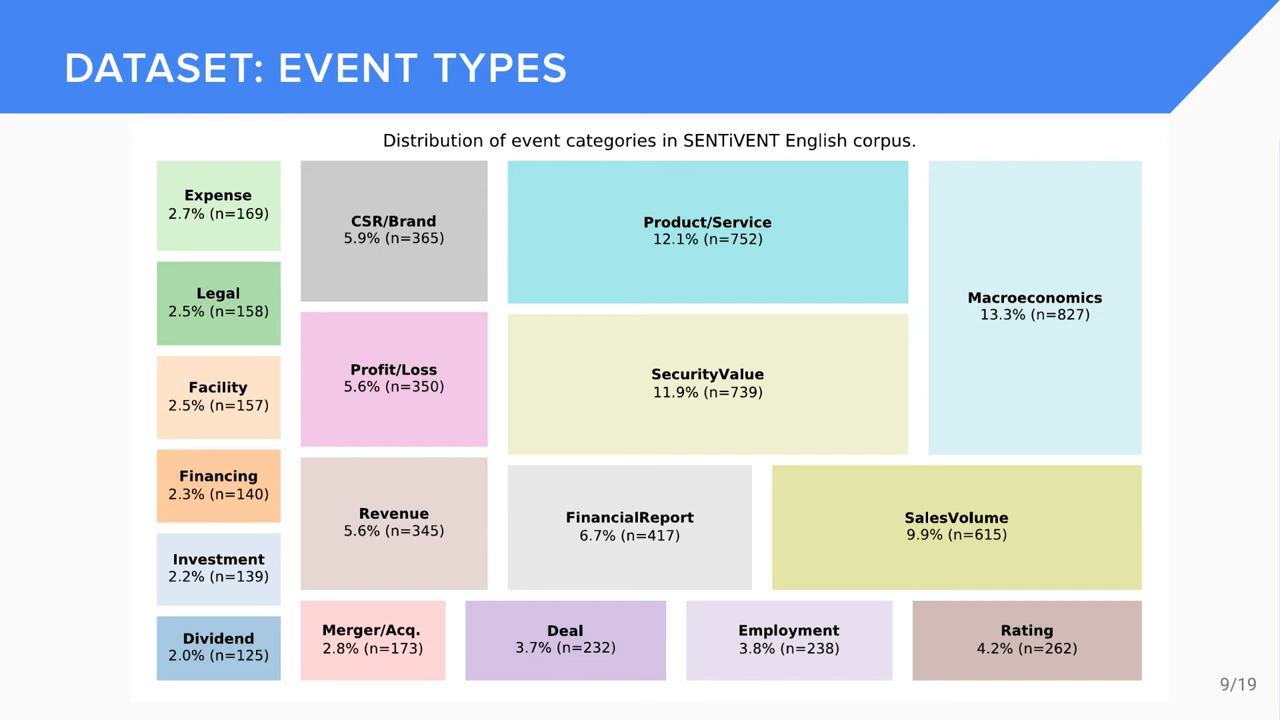 DATASET: EVENT TYPES
Distribution of event categories in SENTiVENT English corpus.
Expense
2.7% (n=169)
Legal
2.5% (n=158)
Facility
2.5% (n=157)
Financing
2.3% (n=140)
Investment
2.2% (n=139)
Dividend
2.0% (n=125)
CSR/Brand
5.9% (n=365)
Profit/Loss
5.6% (n=350)
Revenue
5.6% (n=345)
Merger/Acq.
2.8% (n=173)
Product/Service
12.1% (n=752)
SecurityValue
11.9% (n=739)
FinancialReport
6.7% (n=417)
Deal
3.7% (n=232)
Macroeconomics
13.3% (n=827)
SalesVolume
9.9% (n=615)
Employment
3.8% (n=238)
Rating
4.2% (n=262)
9/19